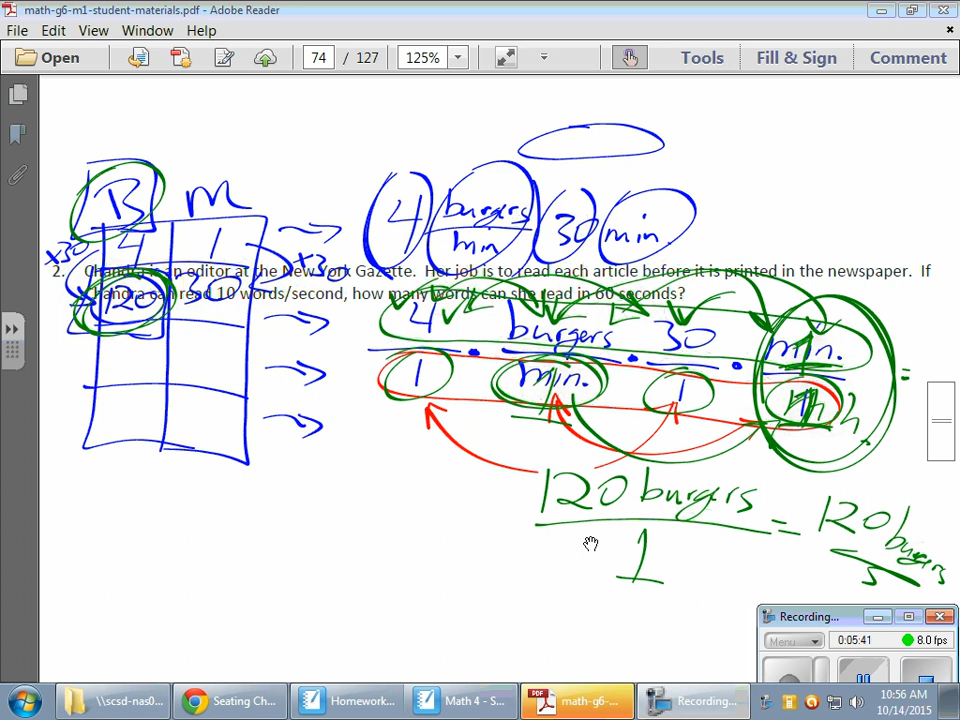 math-g6-m1-student-materials.pdf - Adobe Reader
File Edit View Window Help
Open 74 / 127 125% Tools Fill & Sign Comment
B M
4 1
×30 ×30
120 30
4 burgers/min 30 min.
2. Chandra is an editor at the New York Gazette. Her job is to read each article before it is printed in the newspaper. If
Chandra can read 10 words/second, how many words can she read in 60 seconds?
4 burgers 30 min.
1 min. 1
=
120 burgers = 120 burgers
1
Recording...
Menu 0:05:41 8.0 fps
\\scsd-nas0... Seating Ch... Homework... Math 4 - S... math-g6-... Recording... 10:56 AM
10/14/2015